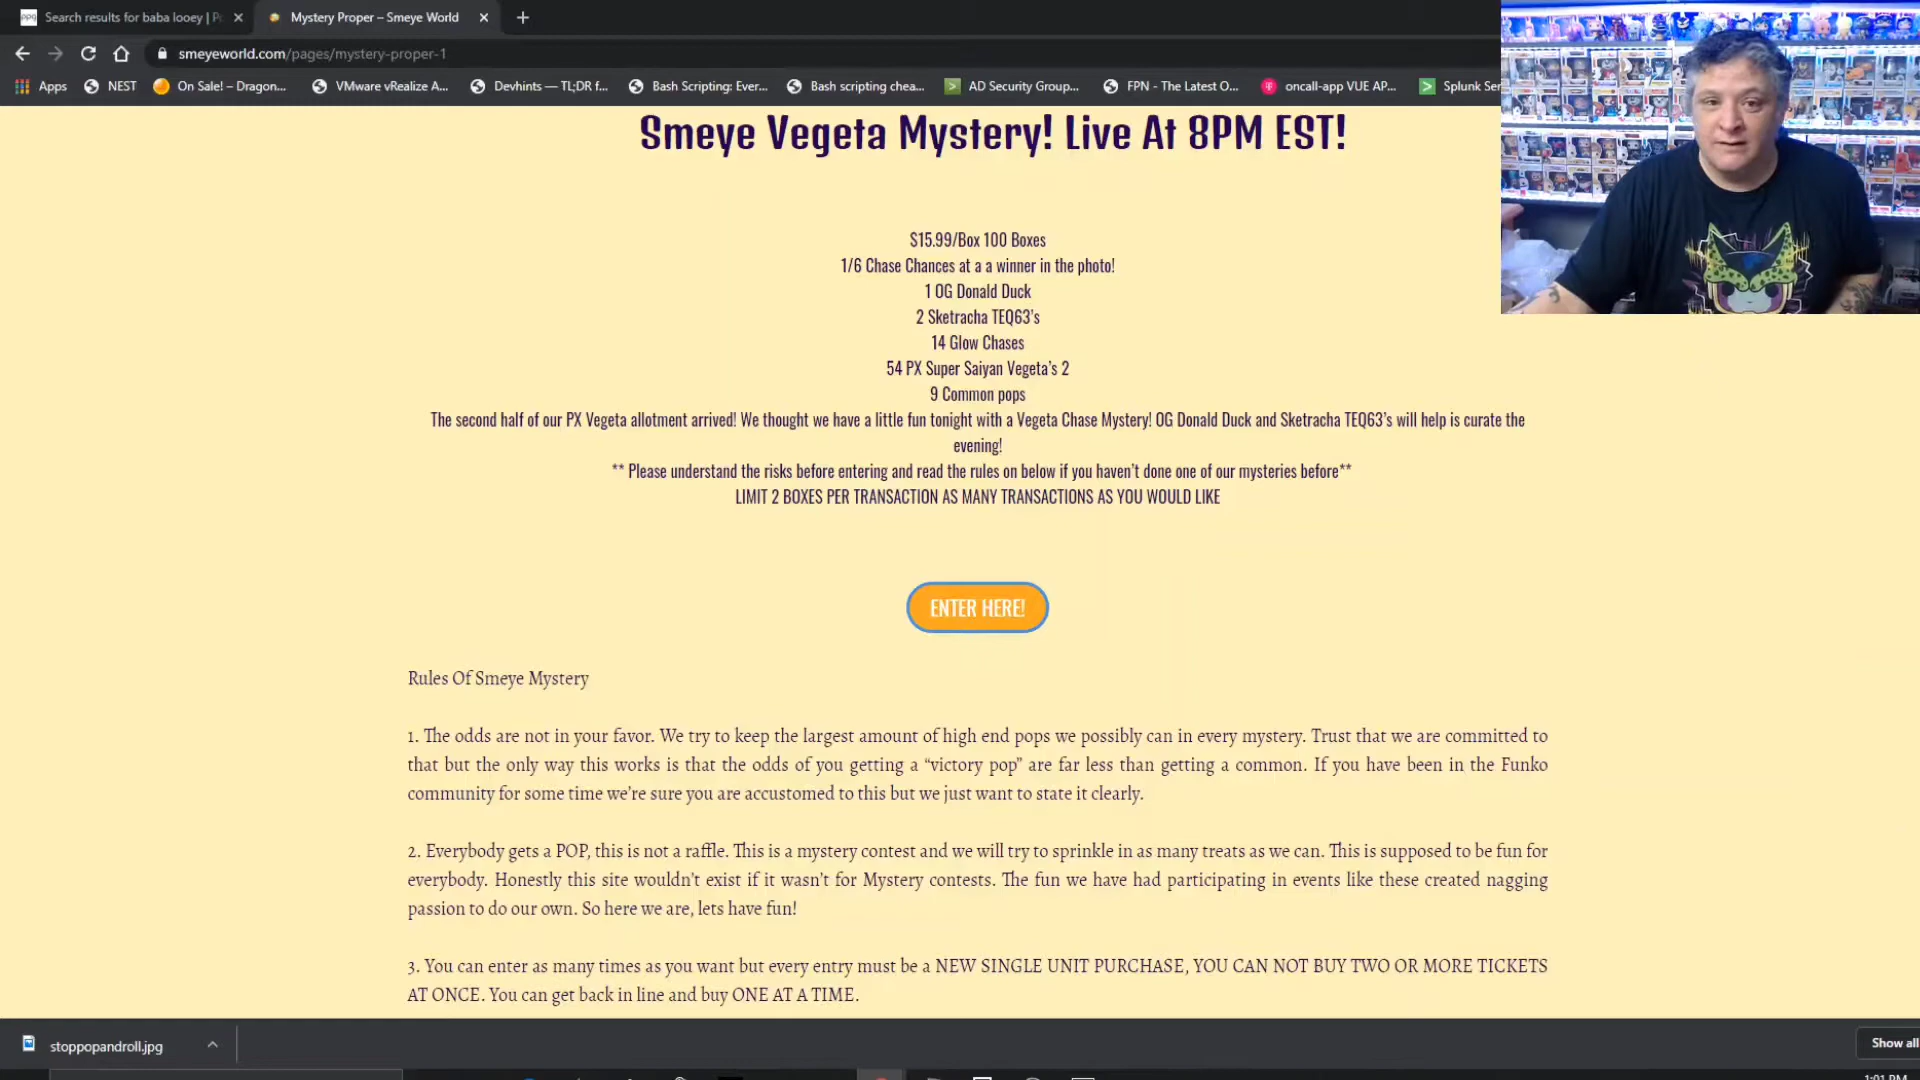 Search results for baba looey | P
Mystery Proper – Smeye World
smeyeworld.com/pages/mystery-proper-1
Apps
NEST
On Sale! – Dragon...
VMware vRealize A...
Devhints — TL;DR f...
Bash Scripting: Ever...
Bash scripting chea...
AD Security Group...
FPN - The Latest O...
oncall-app VUE AP...
Splunk Ser
Smeye Vegeta Mystery! Live At 8PM EST!
$15.99/Box 100 Boxes
1/6 Chase Chances at a a winner in the photo!
1 OG Donald Duck
2 Sketracha TEQ63’s
14 Glow Chases
54 PX Super Saiyan Vegeta’s 2
9 Common pops
The second half of our PX Vegeta allotment arrived! We thought we have a little fun tonight with a Vegeta Chase Mystery! OG Donald Duck and Sketracha TEQ63’s will help is curate the
evening!
** Please understand the risks before entering and read the rules on below if you haven’t done one of our mysteries before**
LIMIT 2 BOXES PER TRANSACTION AS MANY TRANSACTIONS AS YOU WOULD LIKE
ENTER HERE!
Rules Of Smeye Mystery
1. The odds are not in your favor. We try to keep the largest amount of high end pops we possibly can in every mystery. Trust that we are committed to
that but the only way this works is that the odds of you getting a “victory pop” are far less than getting a common. If you have been in the Funko
community for some time we’re sure you are accustomed to this but we just want to state it clearly.
2. Everybody gets a POP, this is not a raffle. This is a mystery contest and we will try to sprinkle in as many treats as we can. This is supposed to be fun for
everybody. Honestly this site wouldn’t exist if it wasn’t for Mystery contests. The fun we have had participating in events like these created nagging
passion to do our own. So here we are, lets have fun!
3. You can enter as many times as you want but every entry must be a NEW SINGLE UNIT PURCHASE, YOU CAN NOT BUY TWO OR MORE TICKETS
AT ONCE. You can get back in line and buy ONE AT A TIME.
stoppopandroll.jpg
Show all
1:01 PM